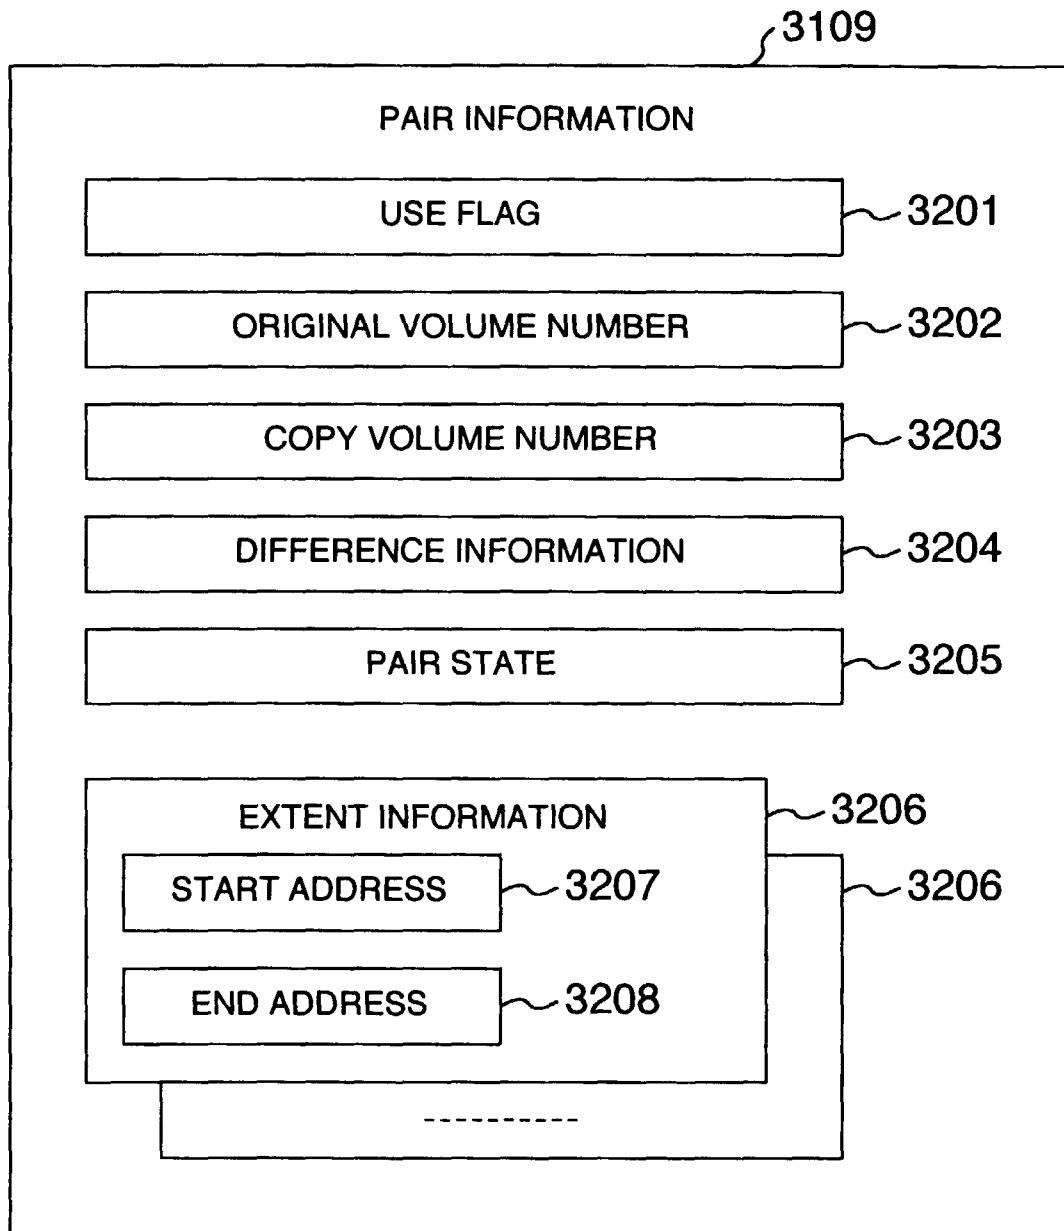 3109
PAIR INFORMATION
USE FLAG 3201
ORIGINAL VOLUME NUMBER 3202
COPY VOLUME NUMBER 3203
DIFFERENCE INFORMATION 3204
PAIR STATE 3205
EXTENT INFORMATION 3206
START ADDRESS 3207 3206
END ADDRESS 3208